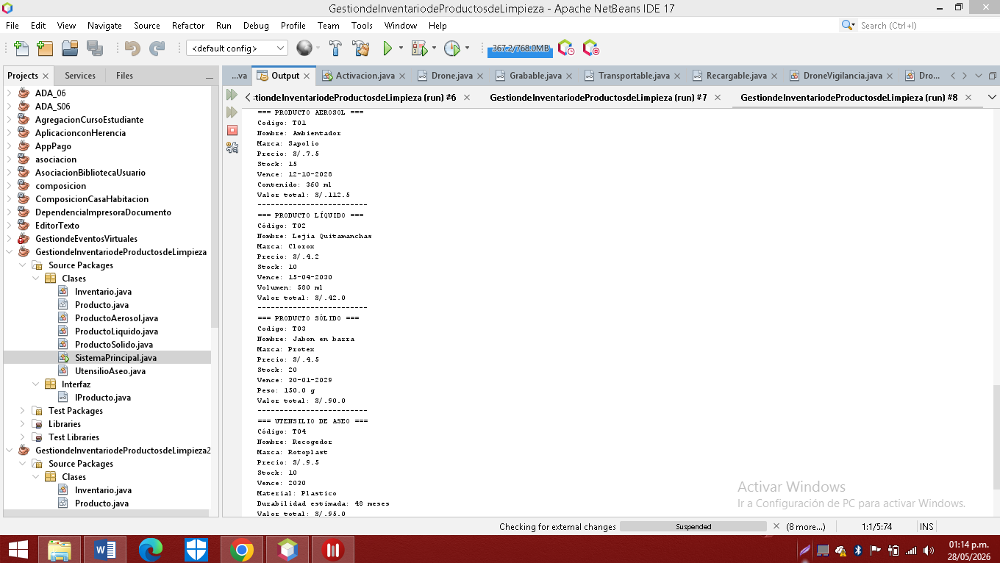 GestiondeInventariodeProductosdeLimpieza - Apache NetBeans IDE 17
File Edit View Navigate Source Refactor Run Debug Profile Team Tools Window Help
Search (Ctrl+I)
<default config>
367.2/768.0MB
Projects Services Files
...va Output Activacion.java Drone.java Grabable.java Transportable.java Recargable.java DroneVigilancia.java Dro...
:tiondeInventariodeProductosdeLimpieza (run) #6 GestiondeInventariodeProductosdeLimpieza (run) #7 GestiondeInventariodeProductosdeLimpieza (run) #8
ADA_06
ADA_S06
AgregacionCursoEstudiante
AplicacionconHerencia
AppPago
asociacion
AsociacionBibliotecaUsuario
composicion
ComposicionCasaHabitacion
DependenciaImpresoraDocumento
EditorTexto
GestiondeEventosVirtuales
GestiondeInventariodeProductosdeLimpieza
Source Packages
Clases
Inventario.java
Producto.java
ProductoAerosol.java
ProductoLiquido.java
ProductoSolido.java
SistemaPrincipal.java
UtensilioAseo.java
Interfaz
IProducto.java
Test Packages
Libraries
Test Libraries
GestiondeInventariodeProductosdeLimpieza2
Source Packages
Clases
Inventario.java
Producto.java
=== PRODUCTO AEROSOL ===
Codigo: T01
Nombre: Ambientador
Marca: Sapolio
Precio: S/.7.5
Stock: 15
Vence: 12-10-2028
Contenido: 360 ml
Valor total: S/.112.5
-------------------------
=== PRODUCTO LÍQUIDO ===
Código: T02
Nombre: Lejia Quitamanchas
Marca: Clorox
Precio: S/.4.2
Stock: 10
Vence: 15-04-2030
Volumen: 580 ml
Valor total: S/.42.0
-------------------------
=== PRODUCTO SÓLIDO ===
Codigo: T03
Nombre: Jabon en barra
Marca: Protex
Precio: S/.4.5
Stock: 20
Vence: 30-01-2029
Peso: 150.0 g
Valor total: S/.90.0
-------------------------
=== UTENSILIO DE ASEO ===
Código: T04
Nombre: Recogedor
Marca: Rotoplast
Precio: S/.9.5
Stock: 10
Vence: 2030
Material: Plastico
Durabilidad estimada: 48 meses
Valor total: S/.95.0
Activar Windows
Ir a Configuración de PC para activar Windows.
Checking for external changes Suspended (8 more...) 1:1/5:74 INS
01:14 p.m.
28/05/2026